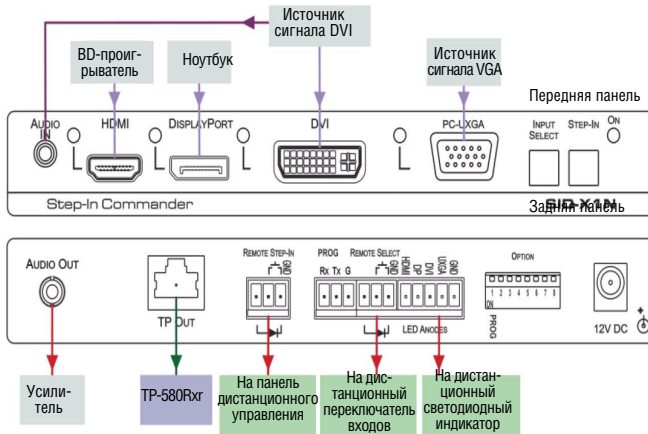 Источник
сигнала DVI
BD-проиг-
рыватель
Ноутбук
Источник
сигнала VGA
Передняя панель
AUDIO
IN
HDMI
DISPLAYPORT
DVI
PC-UXGA
INPUT
SELECT
STEP-IN
ON
Step-In Commander
SID-X1N
Задняя панель
AUDIO OUT
TP OUT
REMOTE STEP-IN
GND
PROG
Rx Tx G
REMOTE SELECT
GND
HDMI
DP
DVI
UXGA
GND
LED ANODES
OPTION
1 2 3 4 5 6 7 8
ON
PROG
12V DC
+
Усили-
тель
TP-580Rxr
На панель
дистанционного
управления
На дис-
танционный
переключатель
входов
На дистан-
ционный
светодиодный
индикатор